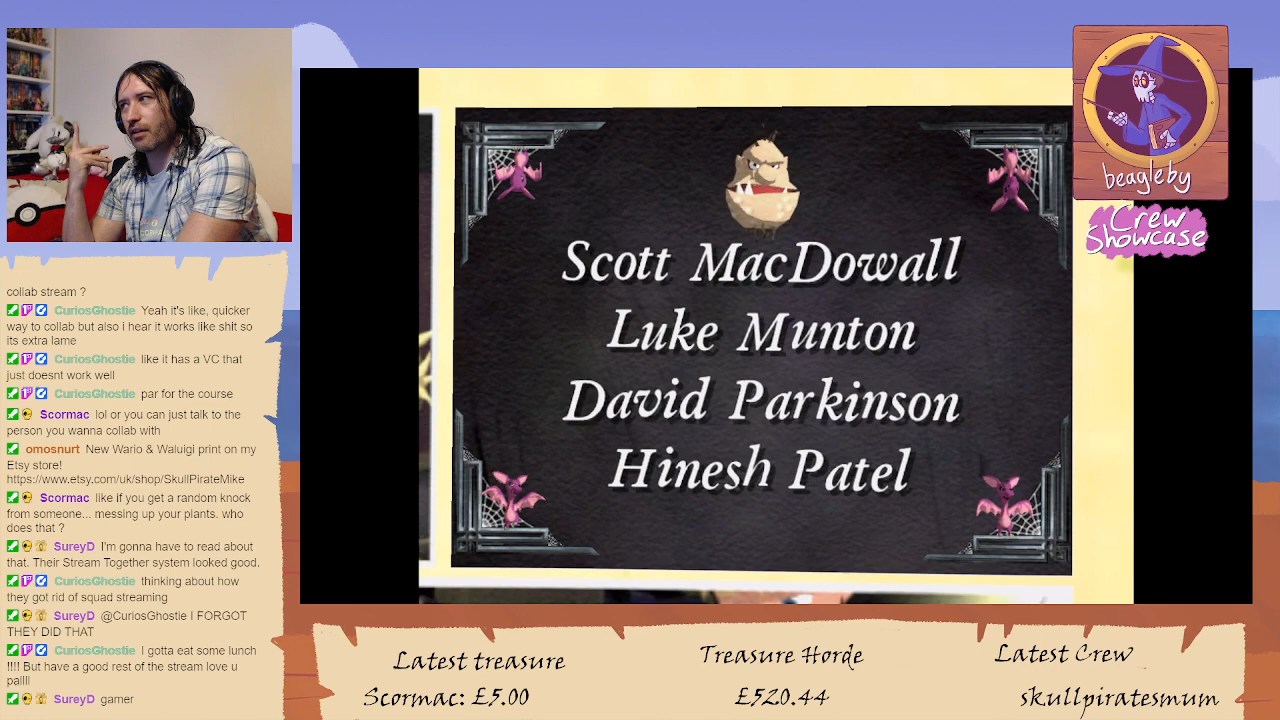 collab stream ?
CuriosGhostie Yeah it's like, quicker
way to collab but also i hear it works like shit so
its extra lame
CuriosGhostie like it has a VC that
just doesnt work well
CuriosGhostie par for the course
Scormac lol or you can just talk to the
person you wanna collab with
omosnurt New Wario & Waluigi print on my
Etsy store!
https://www.etsy.com/uk/shop/SkullPirateMike
Scormac like if you get a random knock
from someone... messing up your plants. who
does that ?
SureyD I'm gonna have to read about
that. Their Stream Together system looked good.
CuriosGhostie thinking about how
they got rid of squad streaming
SureyD @CuriosGhostie I FORGOT
THEY DID THAT
CuriosGhostie I gotta eat some lunch
!!!! But have a good rest of the stream love u
pallll
SureyD gamer
Scott MacDowall
Luke Munton
David Parkinson
Hinesh Patel
beagleby
Crew
Showcase
Latest treasure
Scormac: £5.00
Treasure Horde
£520.44
Latest Crew
skullpiratesmum